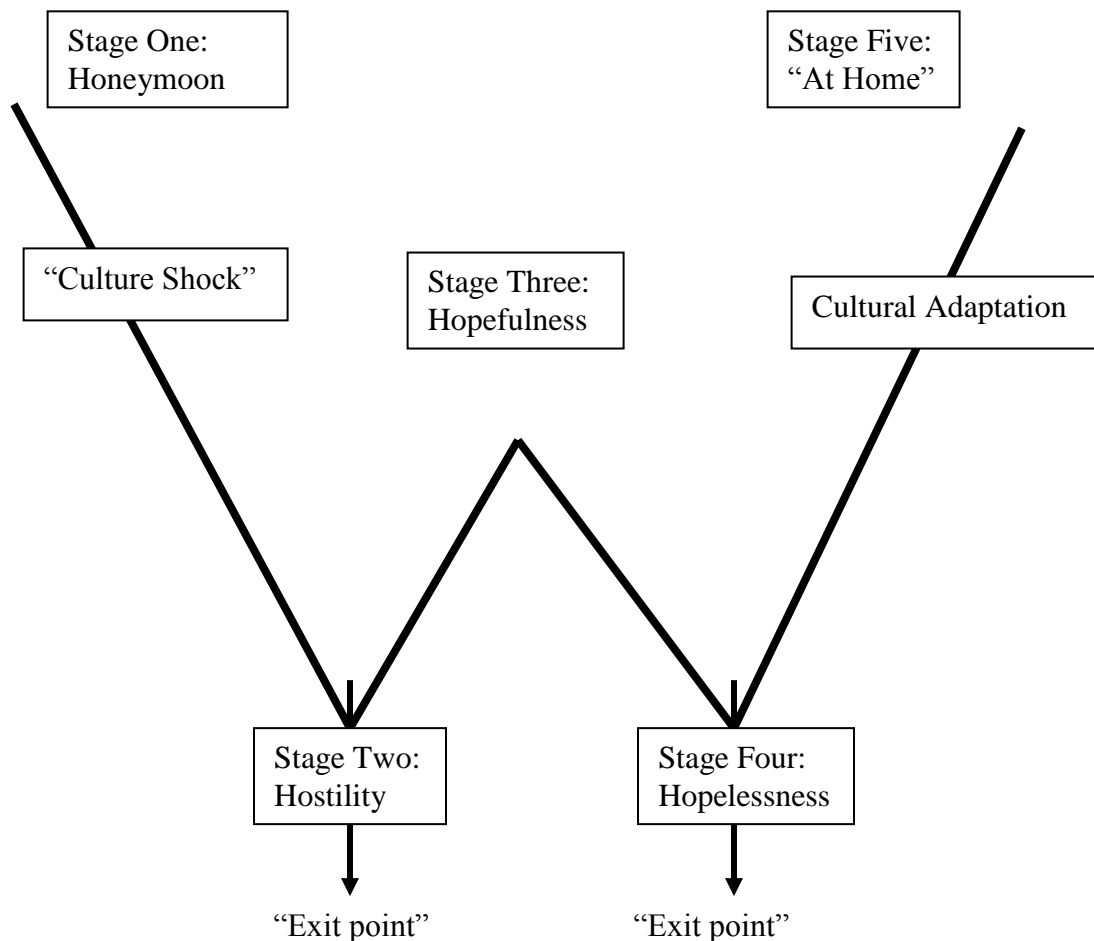 Stage One:
Honeymoon
Stage Five:
“At Home”
“Culture Shock”
Stage Three:
Hopefulness
Cultural Adaptation
Stage Two:
Hostility
Stage Four:
Hopelessness
“Exit point”
“Exit point”